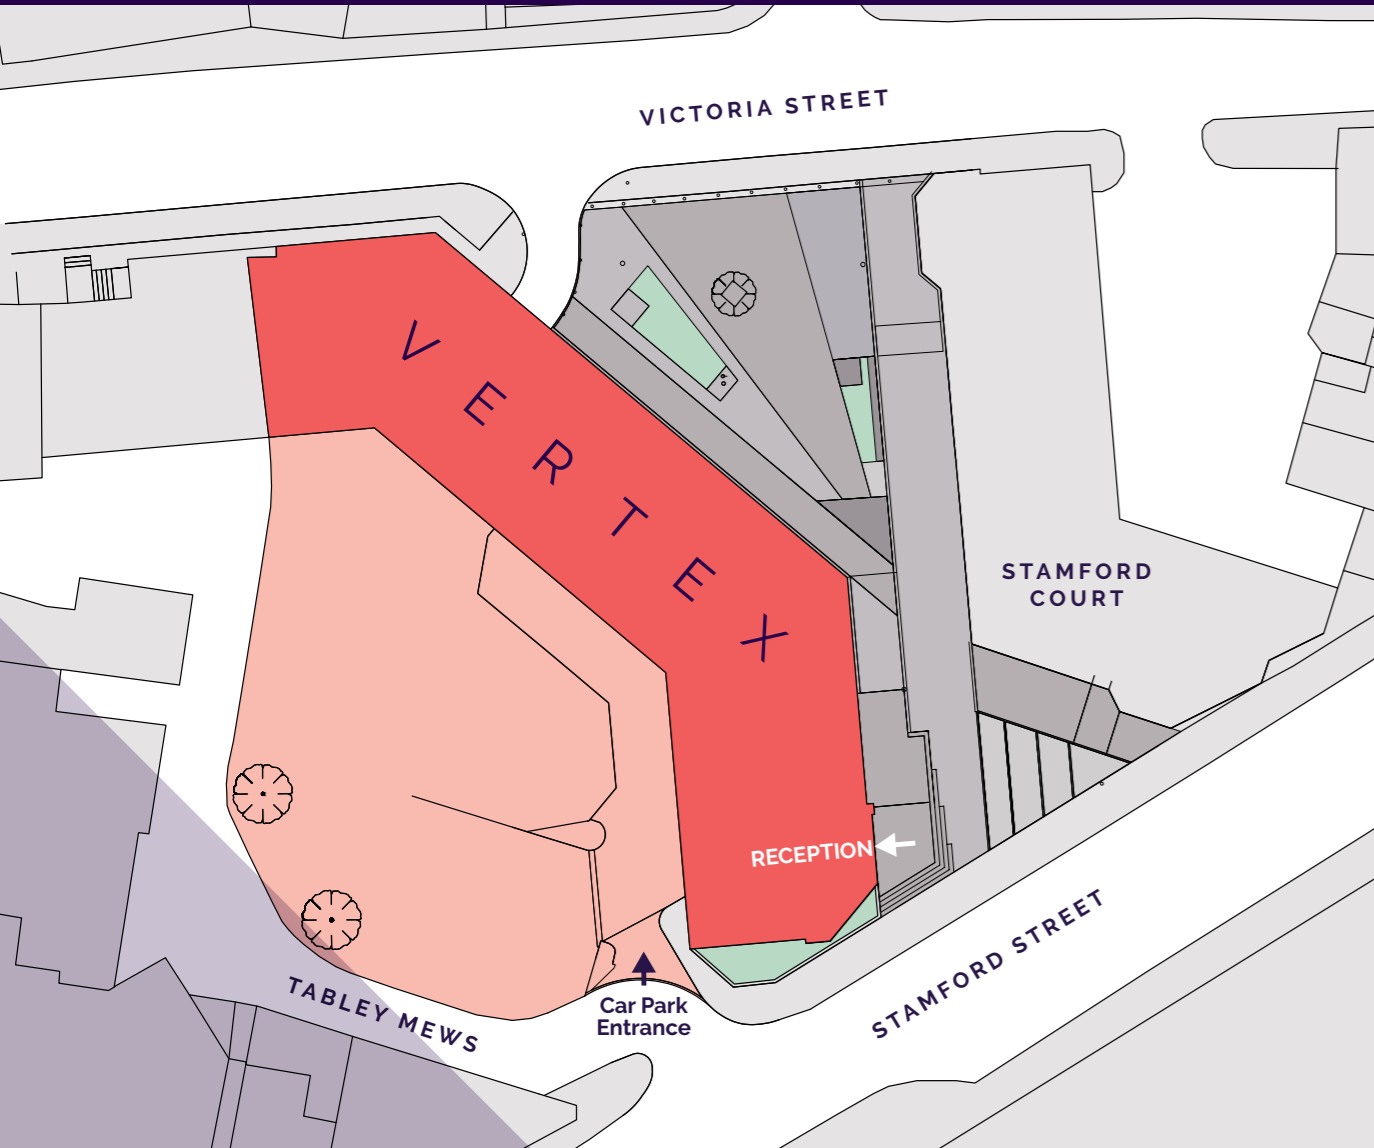 VICTORIA STREET
VERTEX
STAMFORD
COURT
RECEPTION
STAMFORD STREET
TABLEY MEWS
Car Park
Entrance